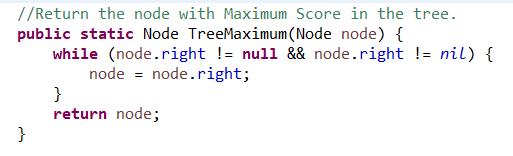 //Return the node with Maximum Score in the tree.
public static Node TreeMaximum(Node node) {
    while (node.right != null && node.right != nil) {
        node = node.right;
    }
    return node;
}